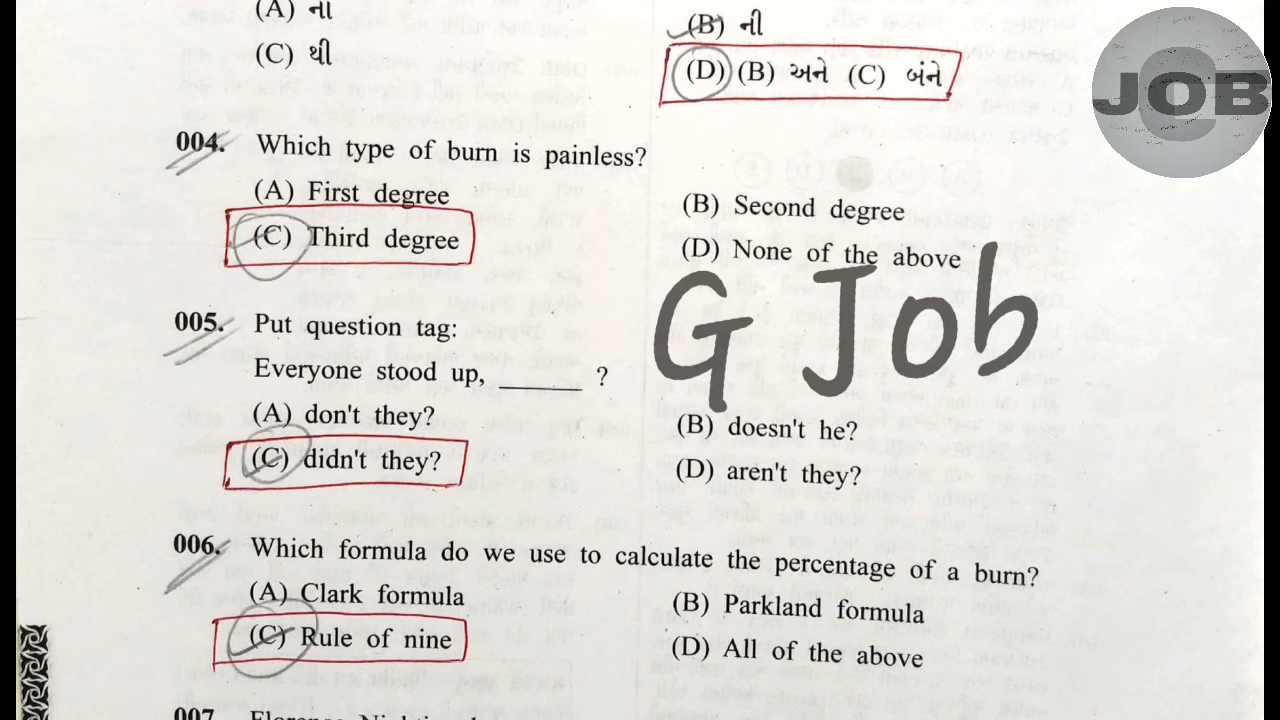 (A) ના
(B) ની
(C) થી
(D) (B) અને (C) બંને
JOB
C
004. Which type of burn is painless?
(A) First degree
(B) Second degree
(C) Third degree
(D) None of the above
G Job
005. Put question tag:
Everyone stood up, ______ ?
(A) don't they?
(B) doesn't he?
(C) didn't they?
(D) aren't they?
006. Which formula do we use to calculate the percentage of a burn?
(A) Clark formula
(B) Parkland formula
(C) Rule of nine
(D) All of the above
007.